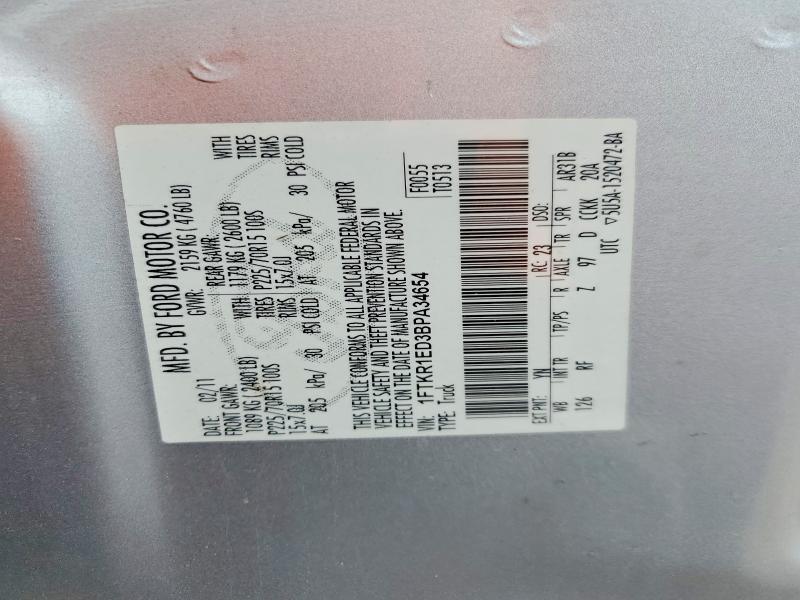 MFD. BY FORD MOTOR CO.
DATE: 02/11 GVWR: 2159 KG ( 4760 LB)
FRONT GAWR: REAR GAWR:
1089 KG ( 2400 LB) WITH 1179 KG ( 2600 LB) WITH
P225/70R15 100S TIRES P225/70R15 100S TIRES
15x7.0J RIMS 15x7.0J RIMS
AT 205 kPa/ 30 PSI COLD AT 205 kPa/ 30 PSI COLD
THIS VEHICLE CONFORMS TO ALL APPLICABLE FEDERAL MOTOR
VEHICLE SAFETY AND THEFT PREVENTION STANDARDS IN
EFFECT ON THE DATE OF MANUFACTURE SHOWN ABOVE.
VIN: 1FTKR1ED3BPA34654 F0055
TYPE: Truck T0513
EXT PNT: YN RC: 23 DSO:
WB INT TR TP/PS R AXLE TR SPR AR31B
126 RF Z 97 D CCKK 20A
UTC ▽5U5A-1520472-BA